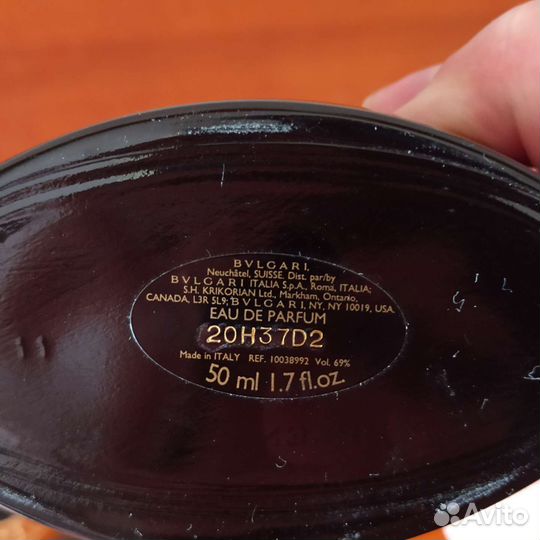 BVLGARI
Neuchâtel, SUISSE. Dist. par/by
BVLGARI ITALIA S.p.A., Roma, ITALIA;
S.H. KRIKORIAN Ltd., Markham, Ontario,
CANADA, L3R 5L9; BVLGARI, NY, NY 10019, USA
EAU DE PARFUM
20H37D2
Made in ITALY REF. 10038992 Vol. 69%
50 ml 1.7 fl.oz.
Avito